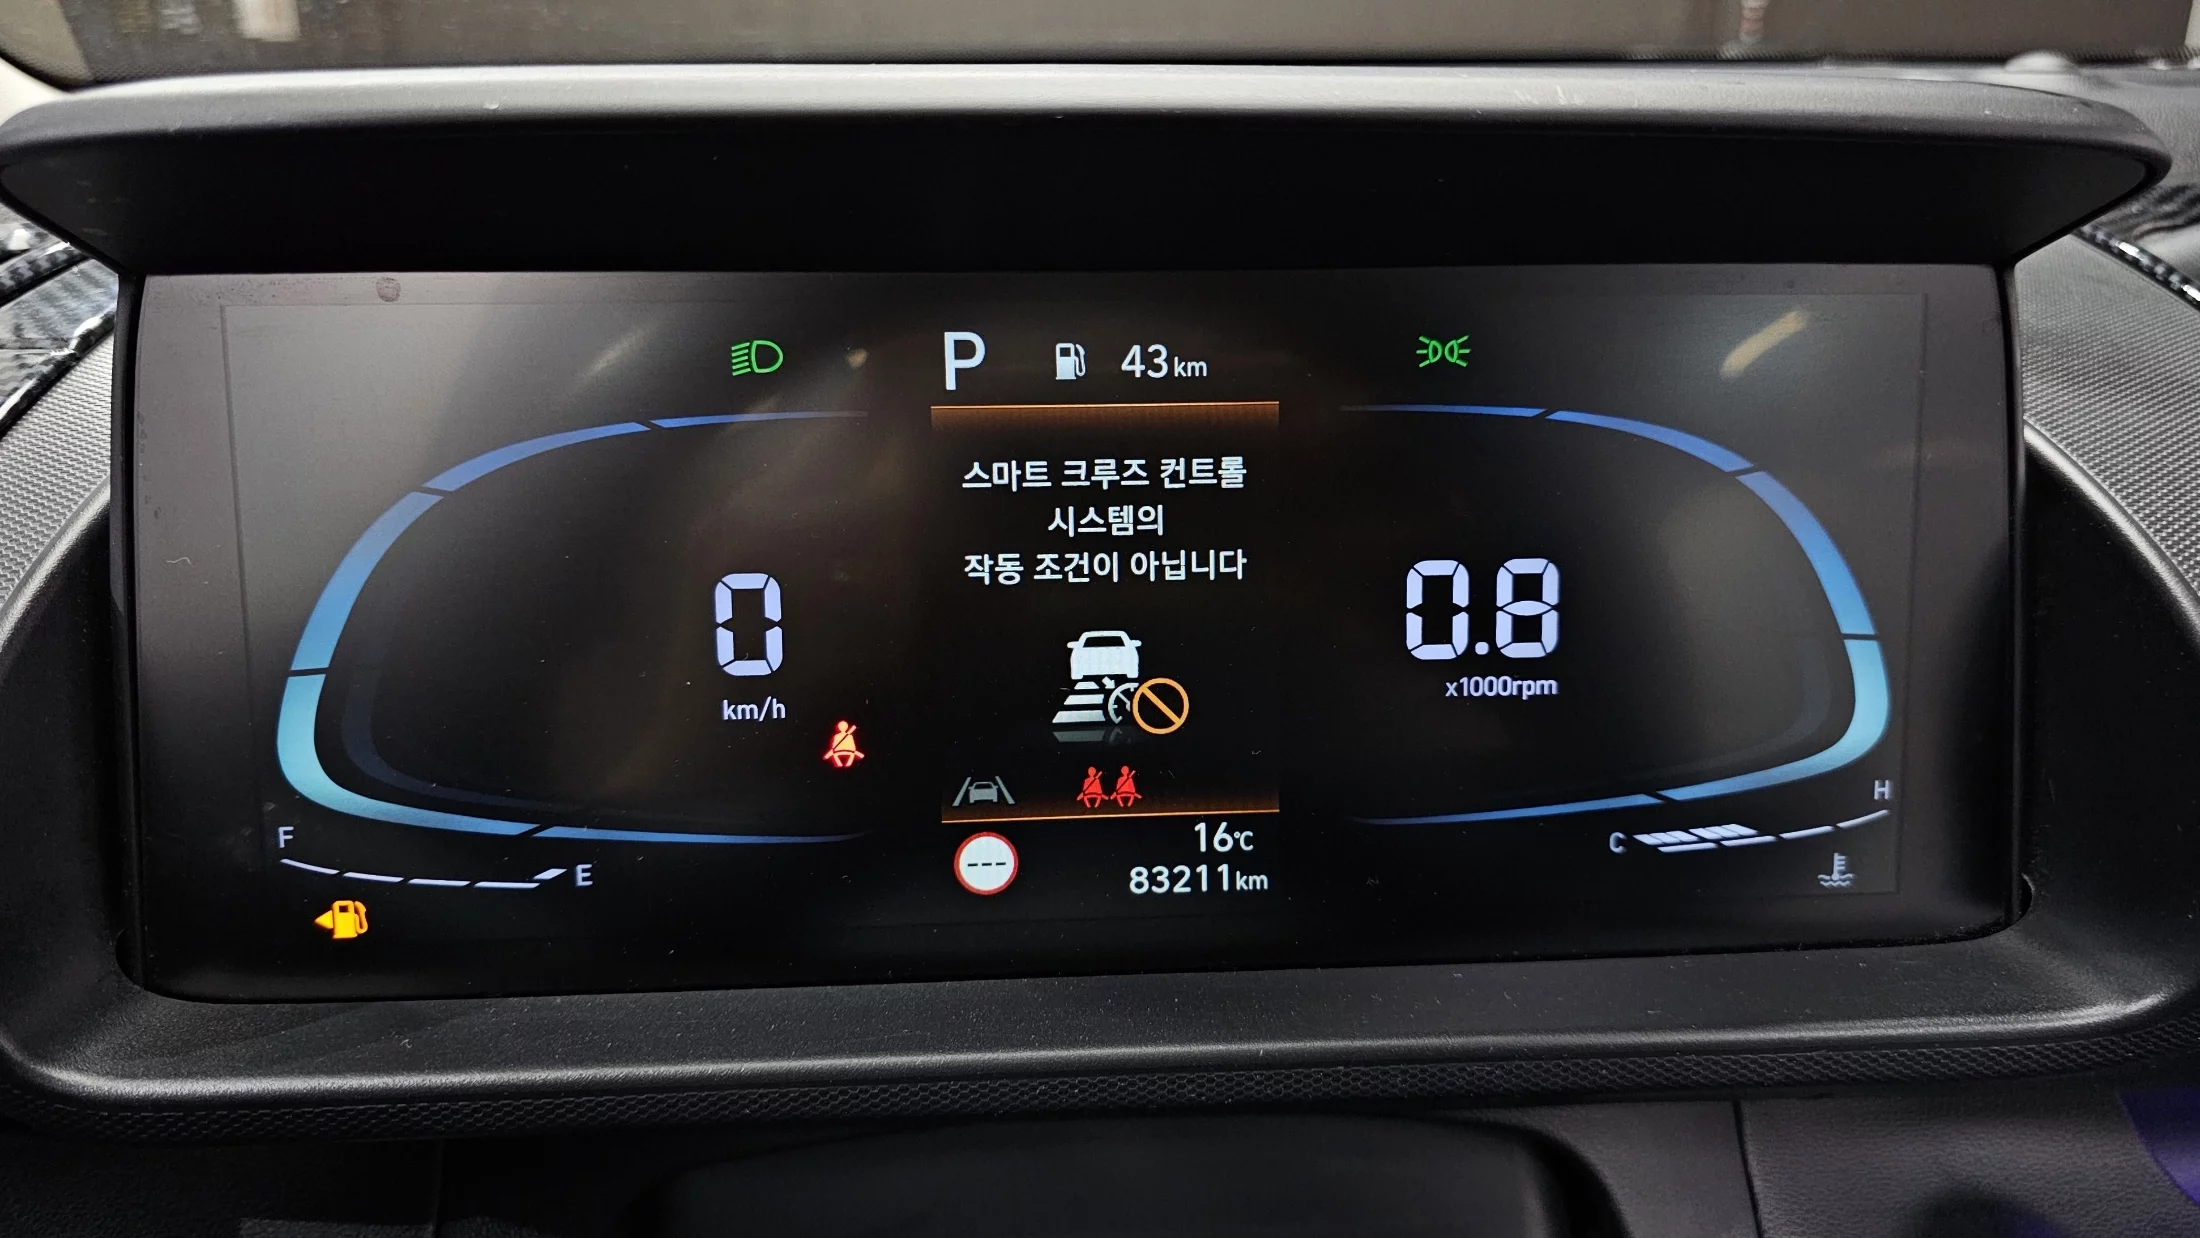 P 43km
스마트 크루즈 컨트롤
시스템의
작동 조건이 아닙니다
0
km/h
0.8
x1000rpm
F E
C H
---
16℃
83211km